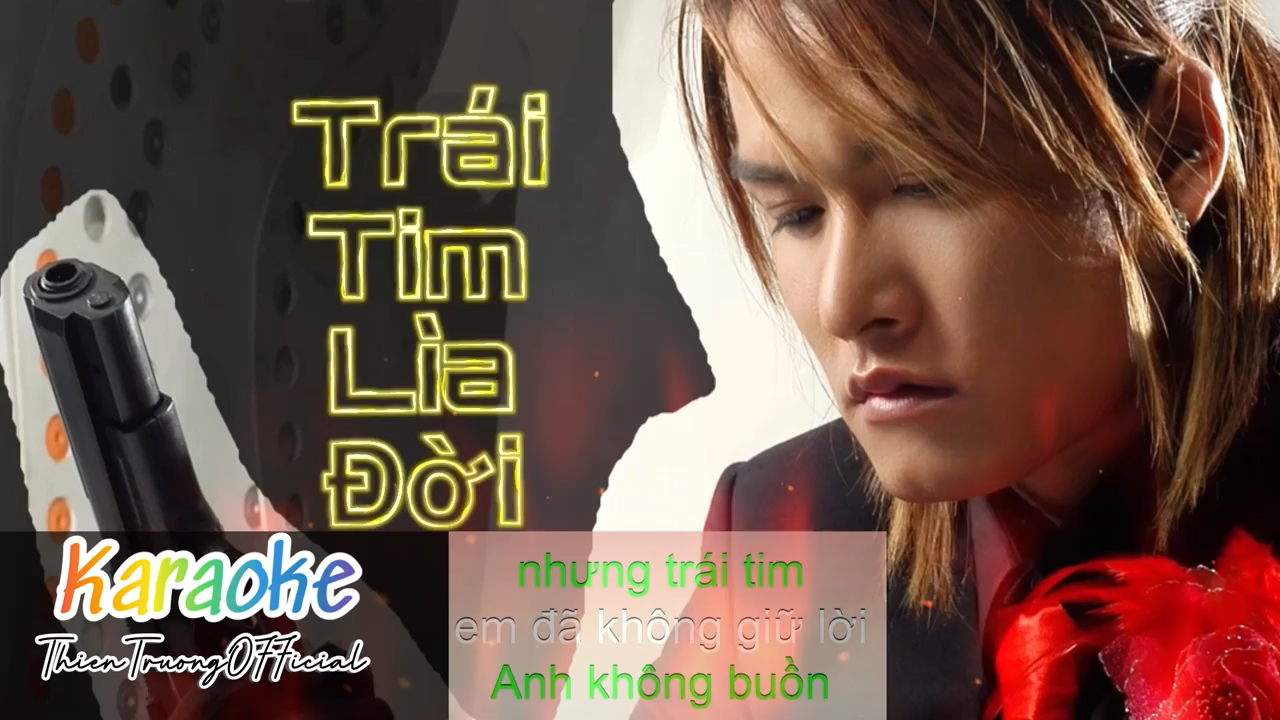 Trái
Tim
Lìa
Đời
Karaoke
ThienTruongOFFicial
nhưng trái tim
em đã không giữ lời
Anh không buồn